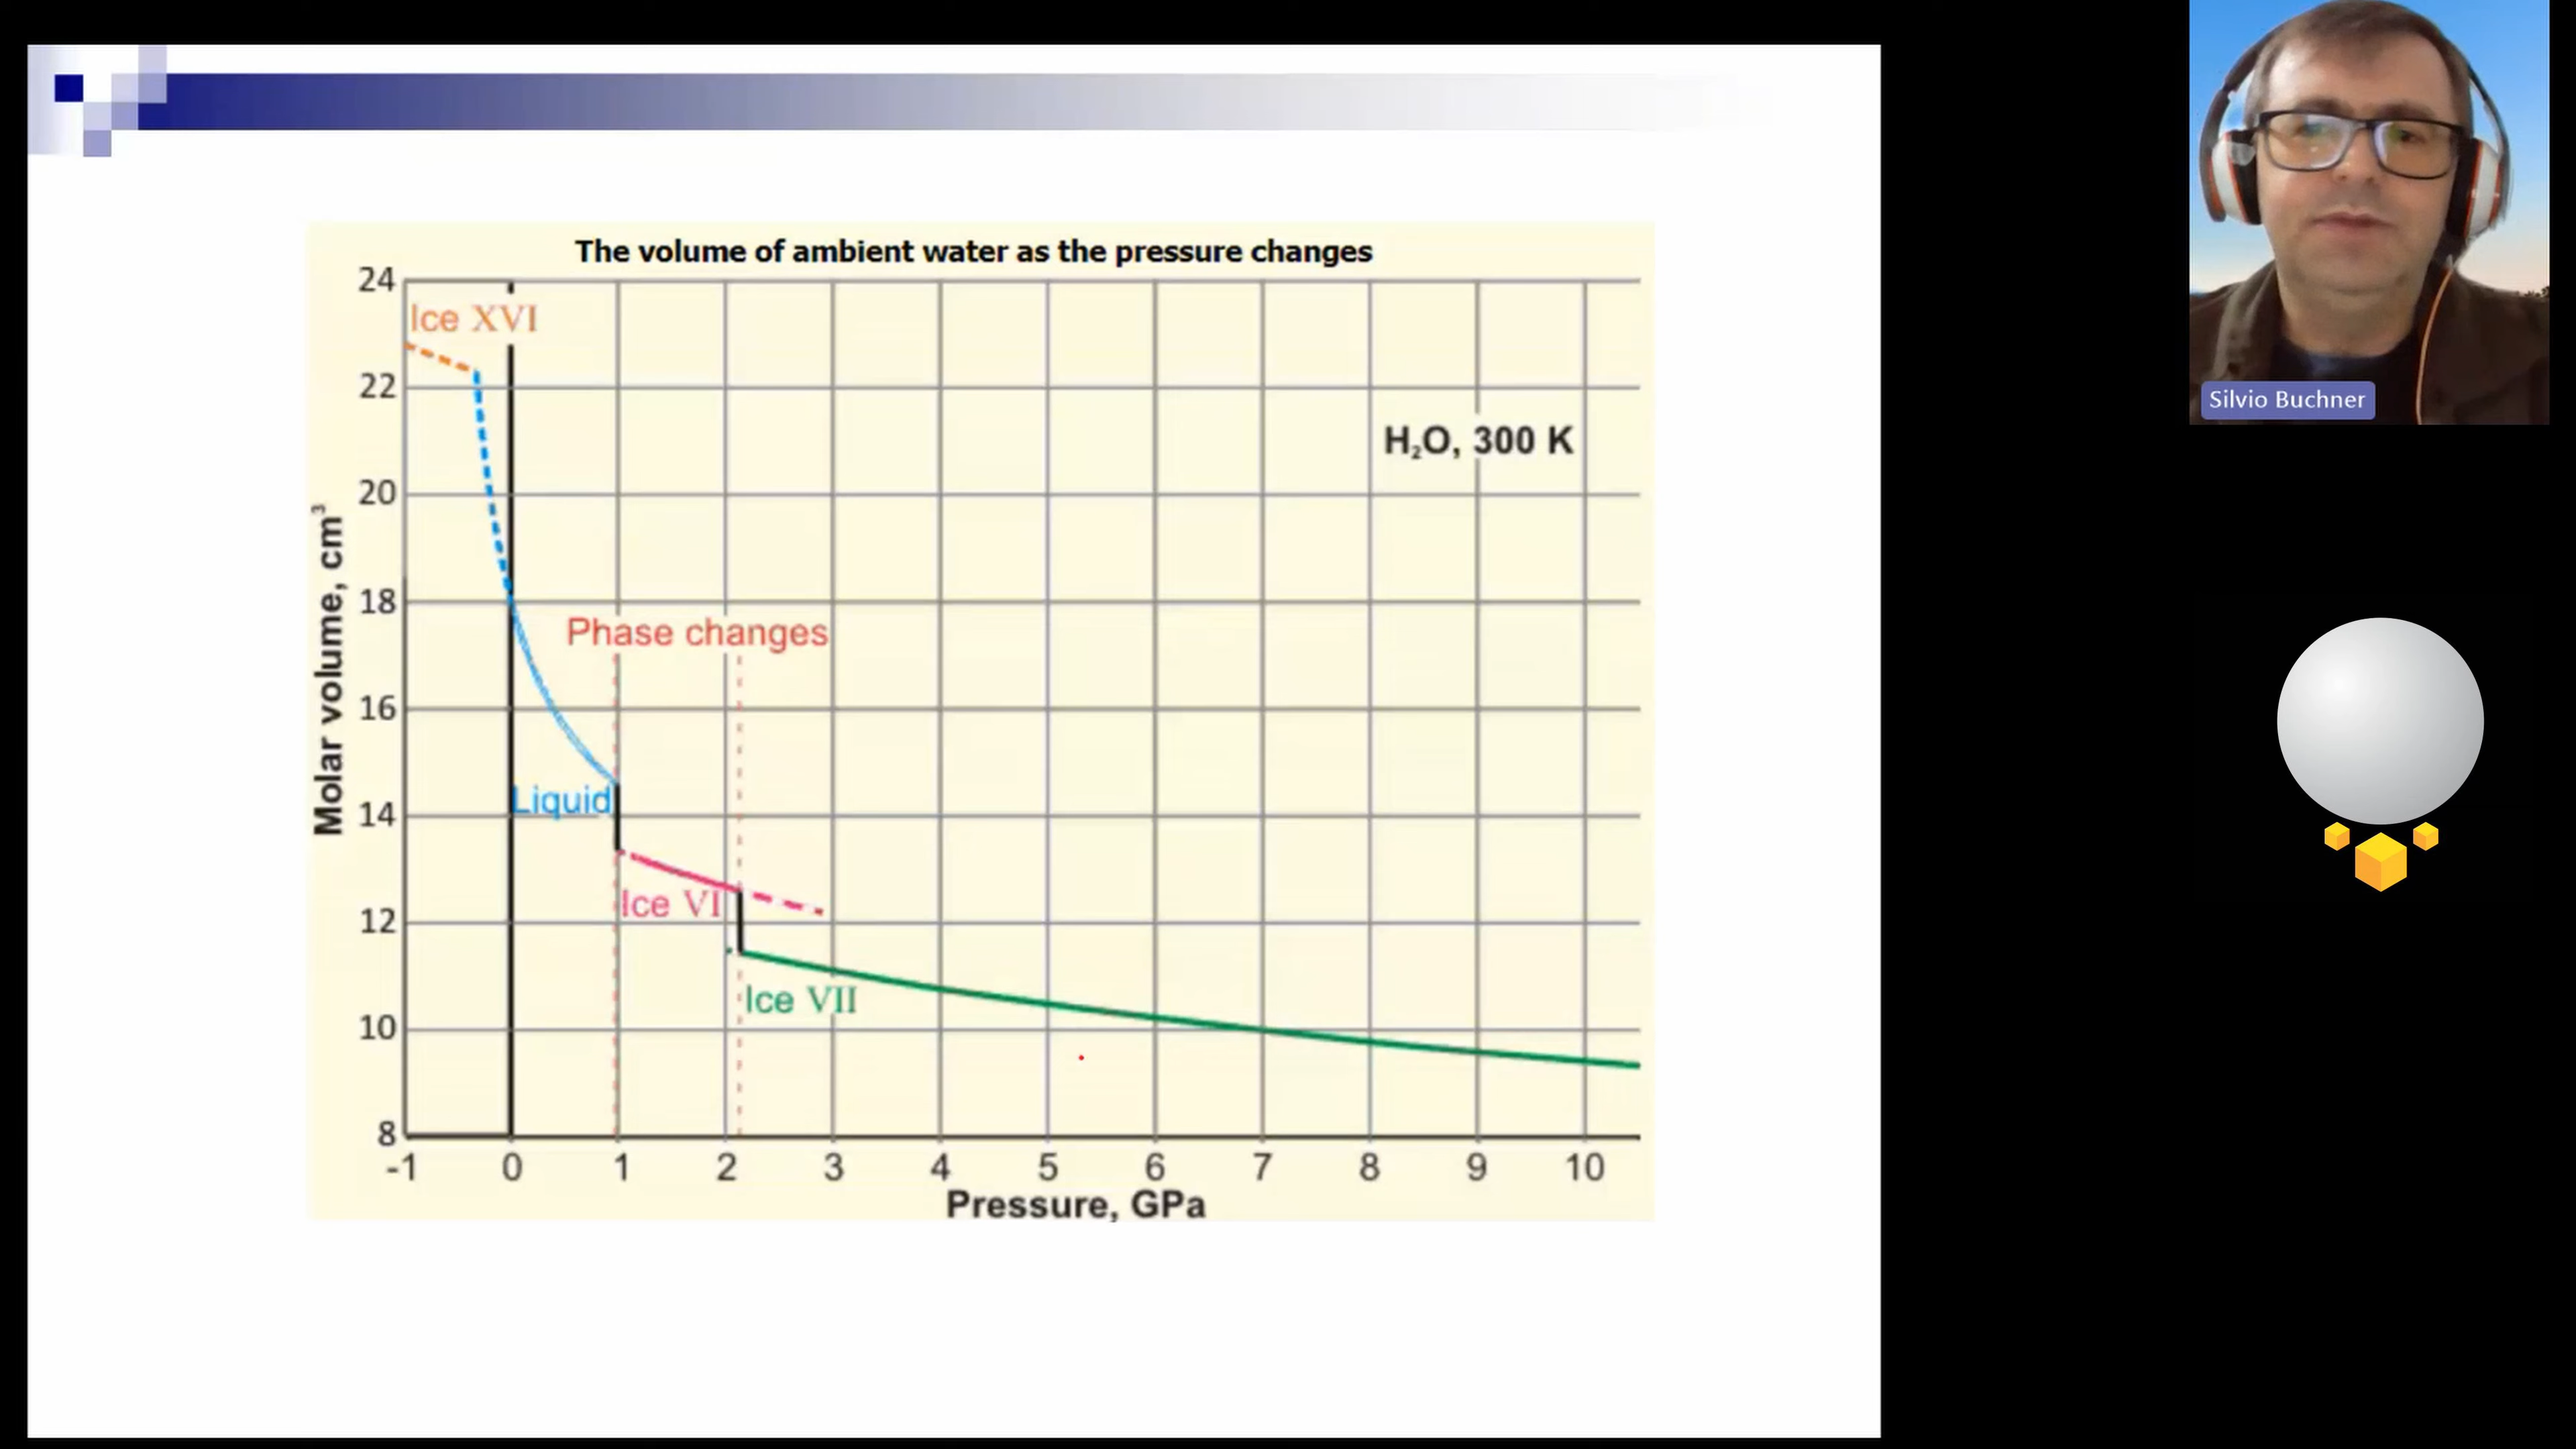 The volume of ambient water as the pressure changes
24
Ice XVI
22
H₂O, 300 K
20
18
Phase changes
16
Liquid
14
Ice VI
12
Ice VII
10
8
-1 0 1 2 3 4 5 6 7 8 9 10
Pressure, GPa
Molar volume, cm³
Silvio Buchner